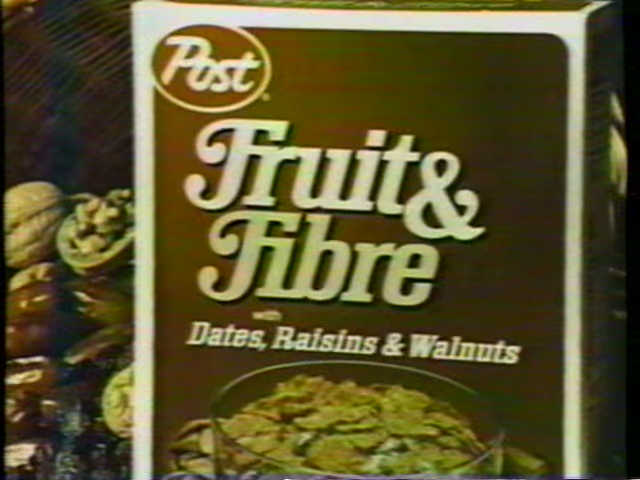 Post
Fruit &
Fibre
with
Dates, Raisins & Walnuts